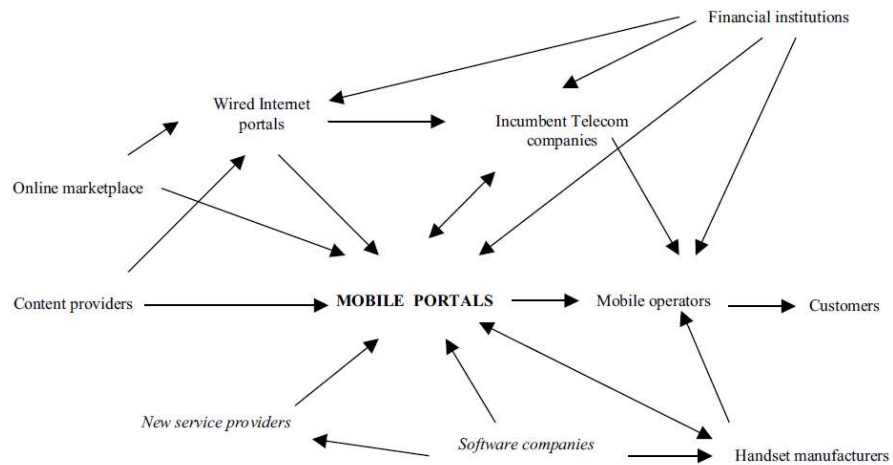 Financial institutions
Wired Internet
portals
Incumbent Telecom
companies
Online marketplace
Content providers
MOBILE PORTALS
Mobile operators
Customers
New service providers
Software companies
Handset manufacturers